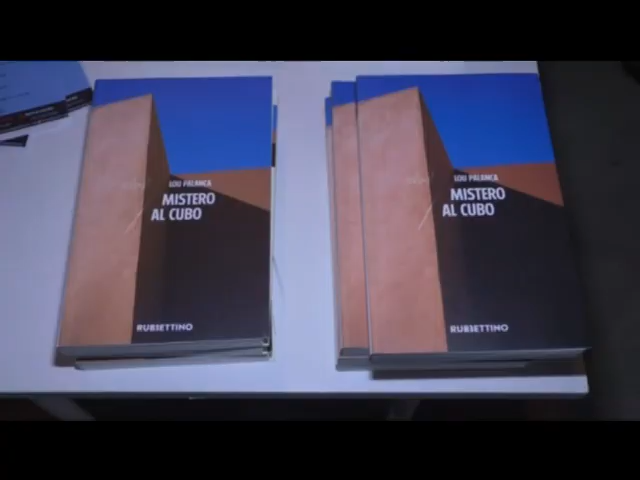 LOU PALANCA
MISTERO
AL CUBO
RUBBETTINO
LOU PALANCA
MISTERO
AL CUBO
RUBBETTINO